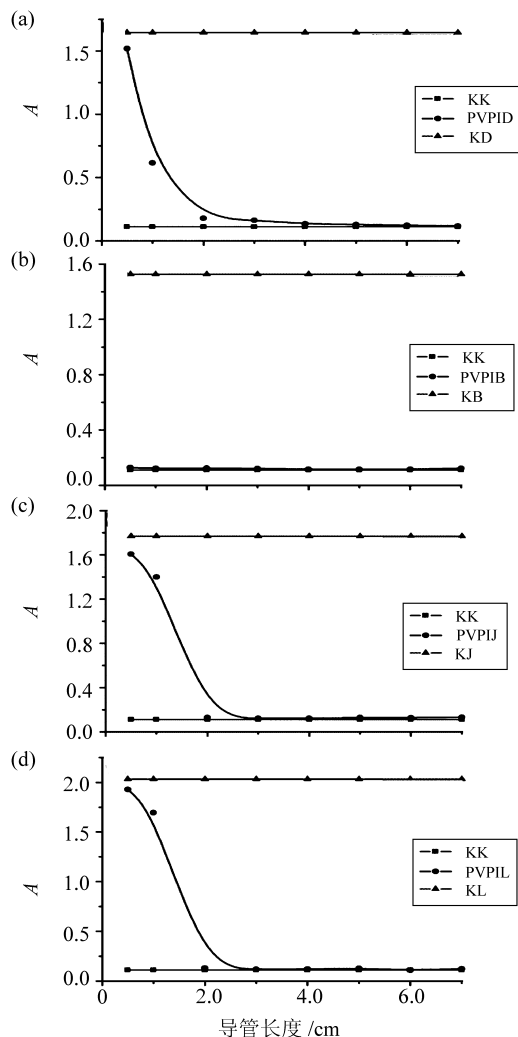 (a)
1.5
1.0
0.5
0.0
A
KK
PVPID
KD
(b)
1.6
1.2
0.8
0.4
0.0
A
KK
PVPIB
KB
(c)
2.0
1.6
1.2
0.8
0.4
0.0
A
KK
PVPIJ
KJ
(d)
2.0
1.5
1.0
0.5
0.0
A
KK
PVPIL
KL
0 2.0 4.0 6.0
导管长度 /cm